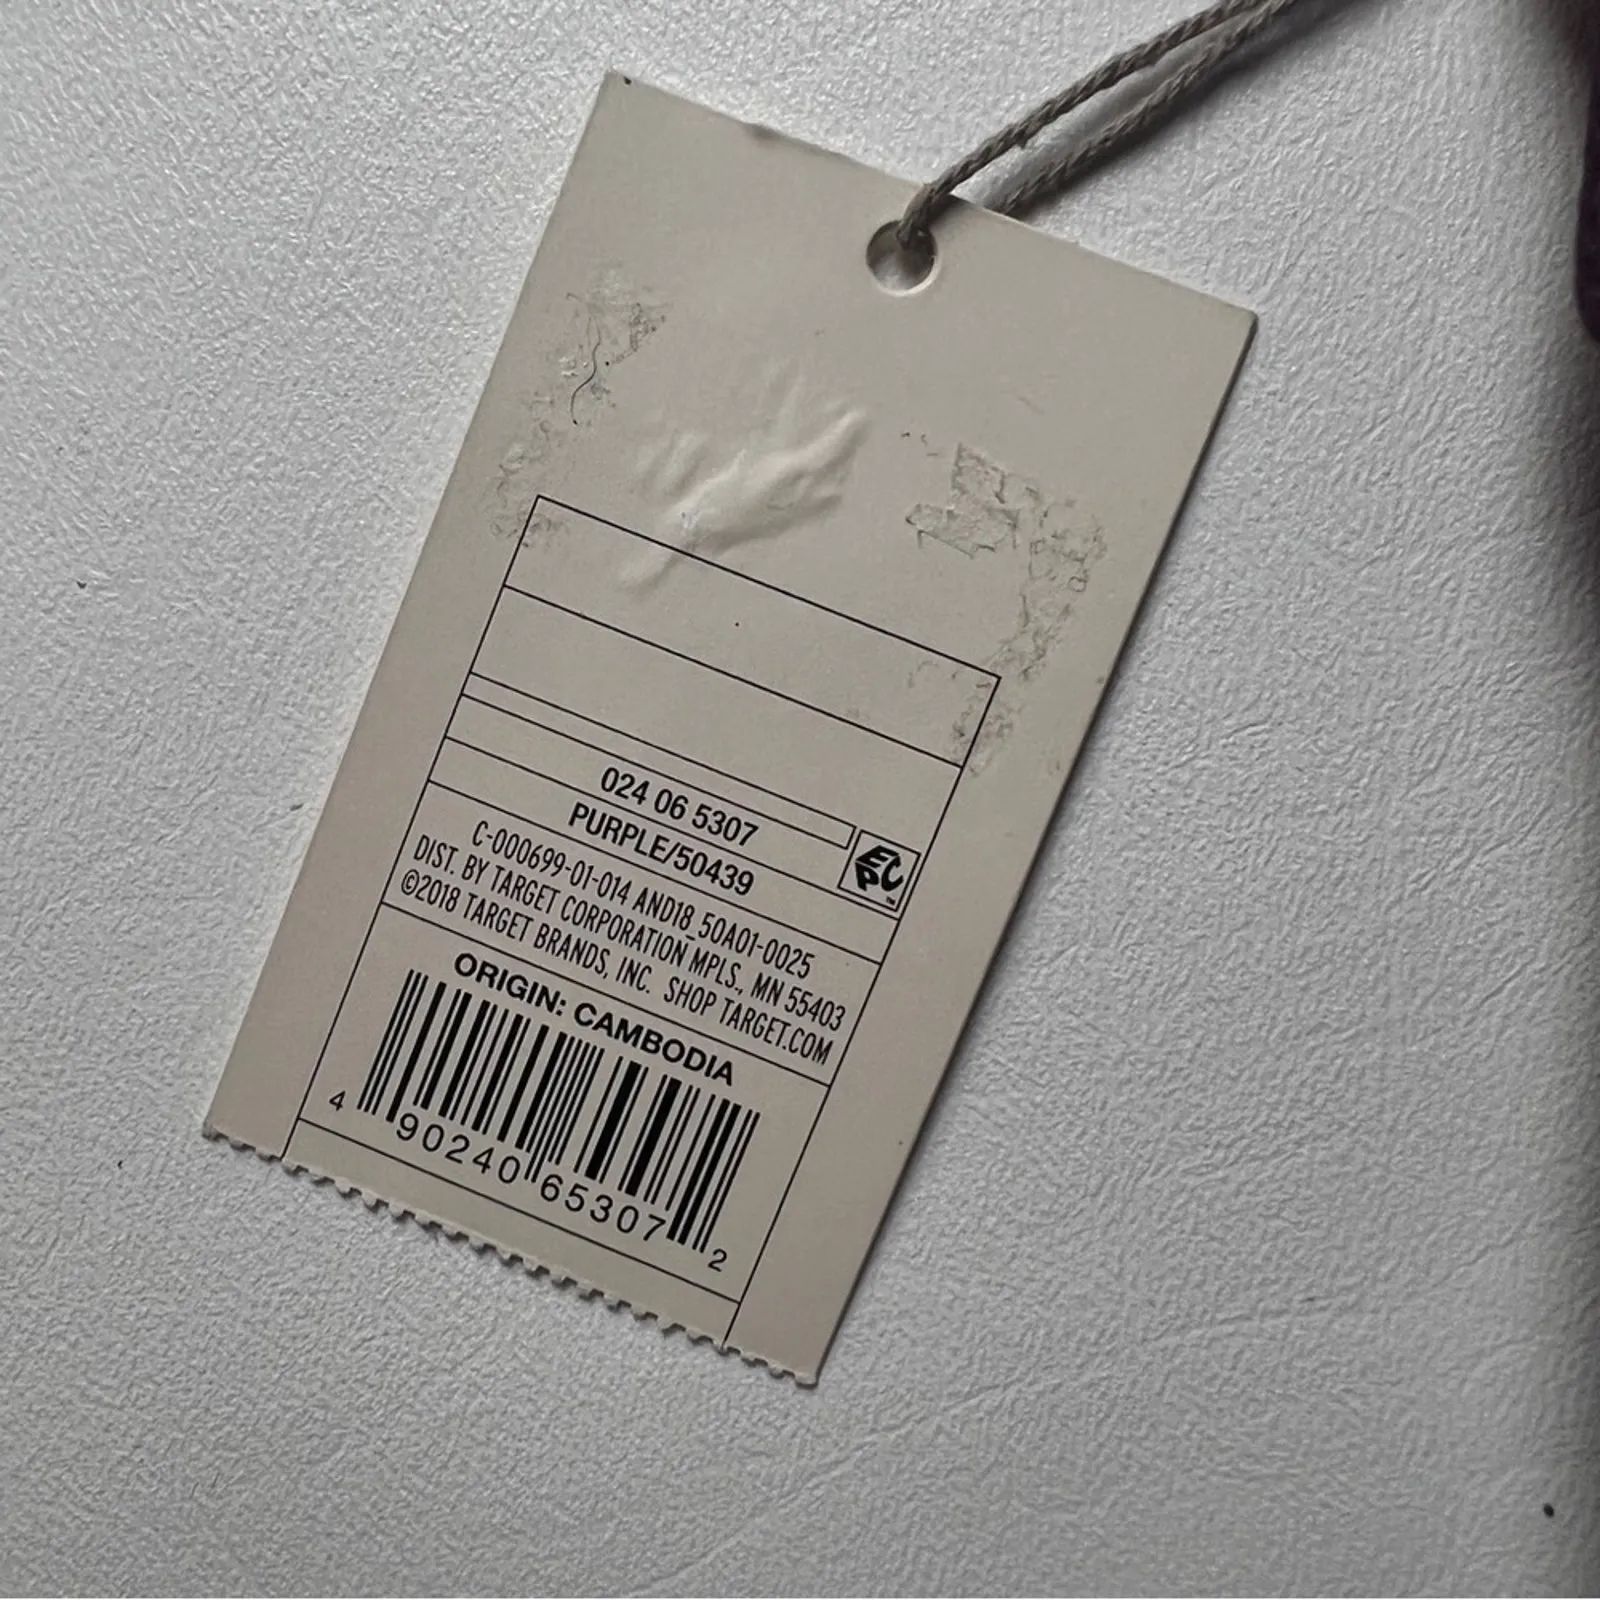 024 06 5307
PURPLE/50439
EPC™
C-000699-01-014 AND18_50A01-0025
DIST. BY TARGET CORPORATION MPLS., MN 55403
©2018 TARGET BRANDS, INC. SHOP TARGET.COM
ORIGIN: CAMBODIA
4 90240 65307 2